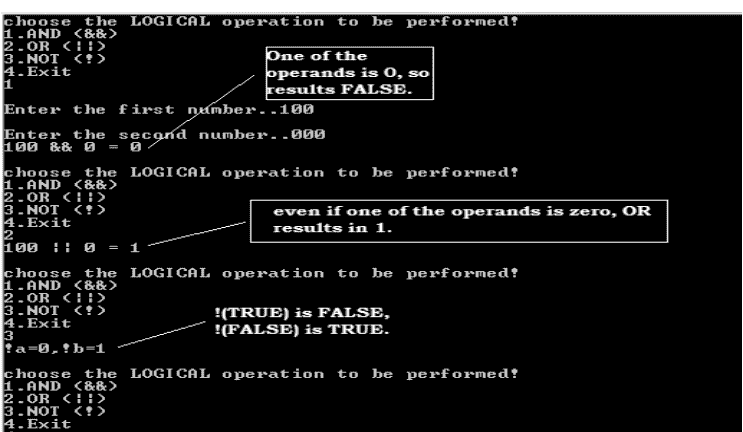 choose the LOGICAL operation to be performed!
1.AND <&&>
2.OR <||>
3.NOT <!>
4.Exit
1
One of the
operands is 0, so
results FALSE.
Enter the first number..100
Enter the second number..000
100 && 0 = 0
choose the LOGICAL operation to be performed!
1.AND <&&>
2.OR <||>
3.NOT <!>
4.Exit
2
100 || 0 = 1
even if one of the operands is zero, OR
results in 1.
choose the LOGICAL operation to be performed!
1.AND <&&>
2.OR <||>
3.NOT <!>
4.Exit
3
!a=0,!b=1
!(TRUE) is FALSE,
!(FALSE) is TRUE.
choose the LOGICAL operation to be performed!
1.AND <&&>
2.OR <||>
3.NOT <!>
4.Exit